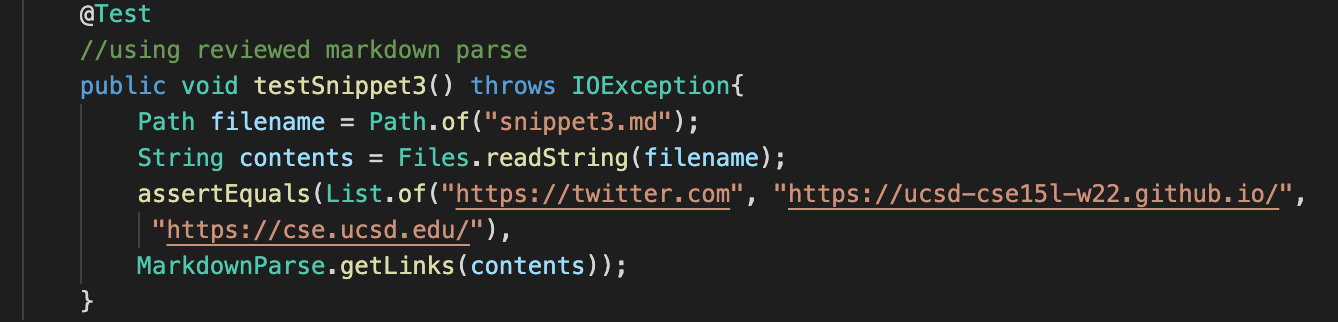 @Test
//using reviewed markdown parse
public void testSnippet3() throws IOException{
Path filename = Path.of("snippet3.md");
String contents = Files.readString(filename);
assertEquals(List.of("https://twitter.com", "https://ucsd-cse15l-w22.github.io/",
"https://cse.ucsd.edu/"),
MarkdownParse.getLinks(contents));
}